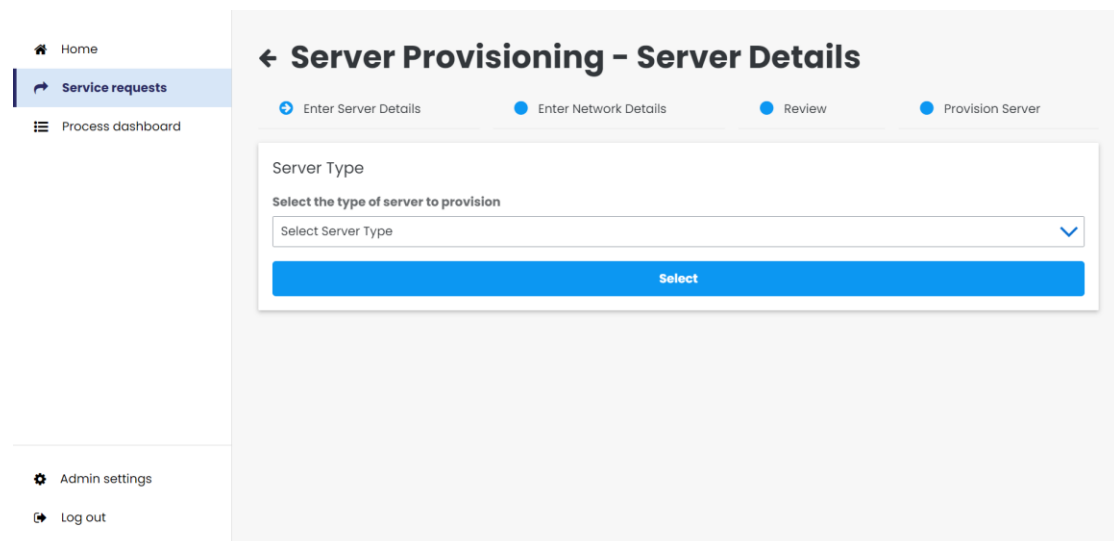 Home
Service requests
Process dashboard
Admin settings
Log out
Server Provisioning - Server Details
Enter Server Details
Enter Network Details
Review
Provision Server
Server Type
Select the type of server to provision
Select Server Type
Select